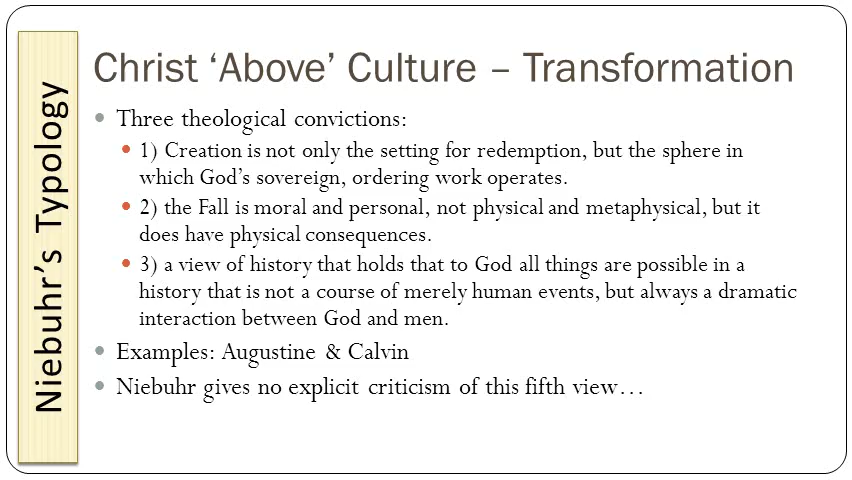 Niebuhr's Typology
Christ ‘Above’ Culture – Transformation
Three theological convictions:
1) Creation is not only the setting for redemption, but the sphere in
which God's sovereign, ordering work operates.
2) the Fall is moral and personal, not physical and metaphysical, but it
does have physical consequences.
3) a view of history that holds that to God all things are possible in a
history that is not a course of merely human events, but always a dramatic
interaction between God and men.
Examples: Augustine & Calvin
Niebuhr gives no explicit criticism of this fifth view…